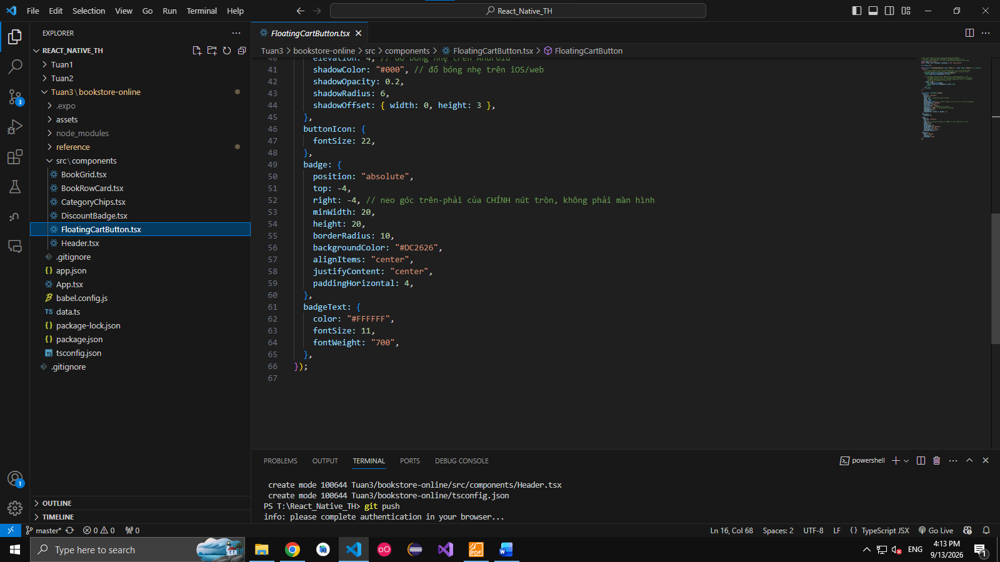 File Edit Selection View Go Run Terminal Help
React_Native_TH
EXPLORER
REACT_NATIVE_TH
Tuan1
Tuan2
Tuan3\bookstore-online
.expo
assets
node_modules
reference
src\components
BookGrid.tsx
BookRowCard.tsx
CategoryChips.tsx
DiscountBadge.tsx
FloatingCartButton.tsx
Header.tsx
.gitignore
app.json
App.tsx
babel.config.js
data.ts
package-lock.json
package.json
tsconfig.json
.gitignore
OUTLINE
TIMELINE
FloatingCartButton.tsx
Tuan3 > bookstore-online > src > components > FloatingCartButton.tsx > FloatingCartButton
40 elevation: 4, // đổ bóng nhẹ trên Android
41 shadowColor: "#000", // đổ bóng nhẹ trên iOS/web
42 shadowOpacity: 0.2,
43 shadowRadius: 6,
44 shadowOffset: { width: 0, height: 3 },
45 },
46 buttonIcon: {
47 fontSize: 22,
48 },
49 badge: {
50 position: "absolute",
51 top: -4,
52 right: -4, // neo góc trên-phải của CHÍNH nút tròn, không phải màn hình
53 minWidth: 20,
54 height: 20,
55 borderRadius: 10,
56 backgroundColor: "#DC2626",
57 alignItems: "center",
58 justifyContent: "center",
59 paddingHorizontal: 4,
60 },
61 badgeText: {
62 color: "#FFFFFF",
63 fontSize: 11,
64 fontWeight: "700",
65 },
66 });
67
PROBLEMS OUTPUT TERMINAL PORTS DEBUG CONSOLE
powershell
create mode 100644 Tuan3/bookstore-online/src/components/Header.tsx
create mode 100644 Tuan3/bookstore-online/tsconfig.json
PS T:\React_Native_TH> git push
info: please complete authentication in your browser...
3
1
master* 0 0 0
Ln 16, Col 68 Spaces: 2 UTF-8 LF {} TypeScript JSX Go Live
Type here to search
PDF
ENG
4:13 PM
9/13/2026
1